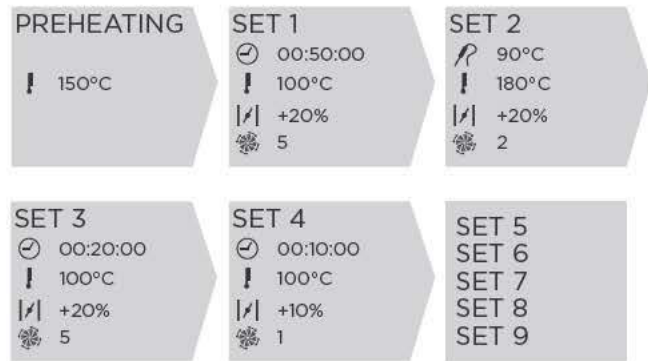 PREHEATING
150°C
SET 1
00:50:00
100°C
+20%
5
SET 2
90°C
180°C
+20%
2
SET 3
00:20:00
100°C
+20%
5
SET 4
00:10:00
100°C
+10%
1
SET 5
SET 6
SET 7
SET 8
SET 9